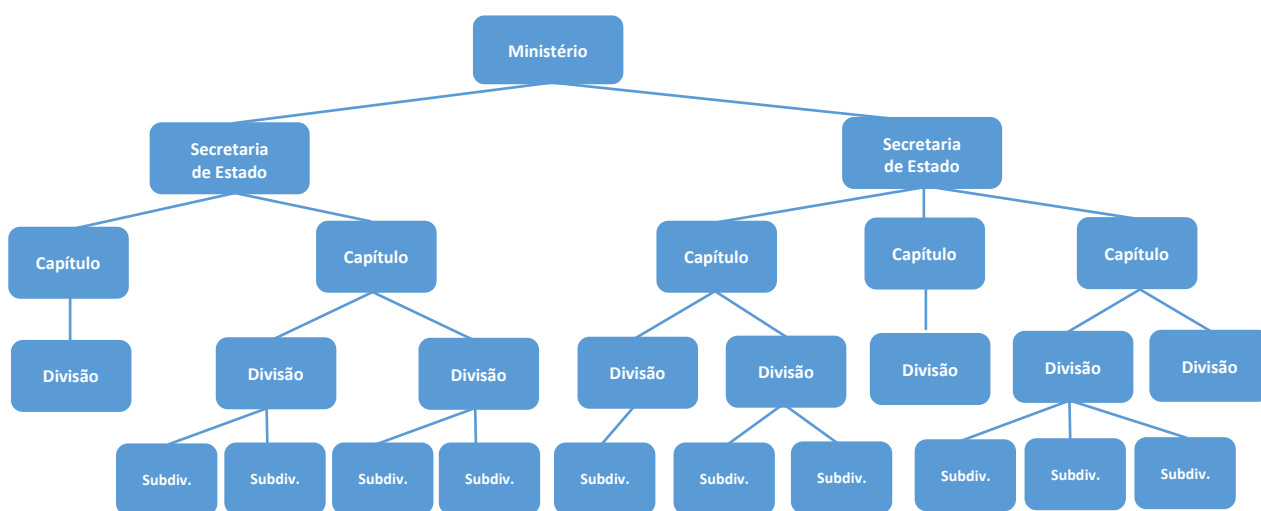 Ministério
Secretaria
de Estado
Secretaria
de Estado
Capítulo
Capítulo
Capítulo
Capítulo
Capítulo
Divisão
Divisão
Divisão
Divisão
Divisão
Divisão
Divisão
Divisão
Subdiv.
Subdiv.
Subdiv.
Subdiv.
Subdiv.
Subdiv.
Subdiv.
Subdiv.
Subdiv.
Subdiv.